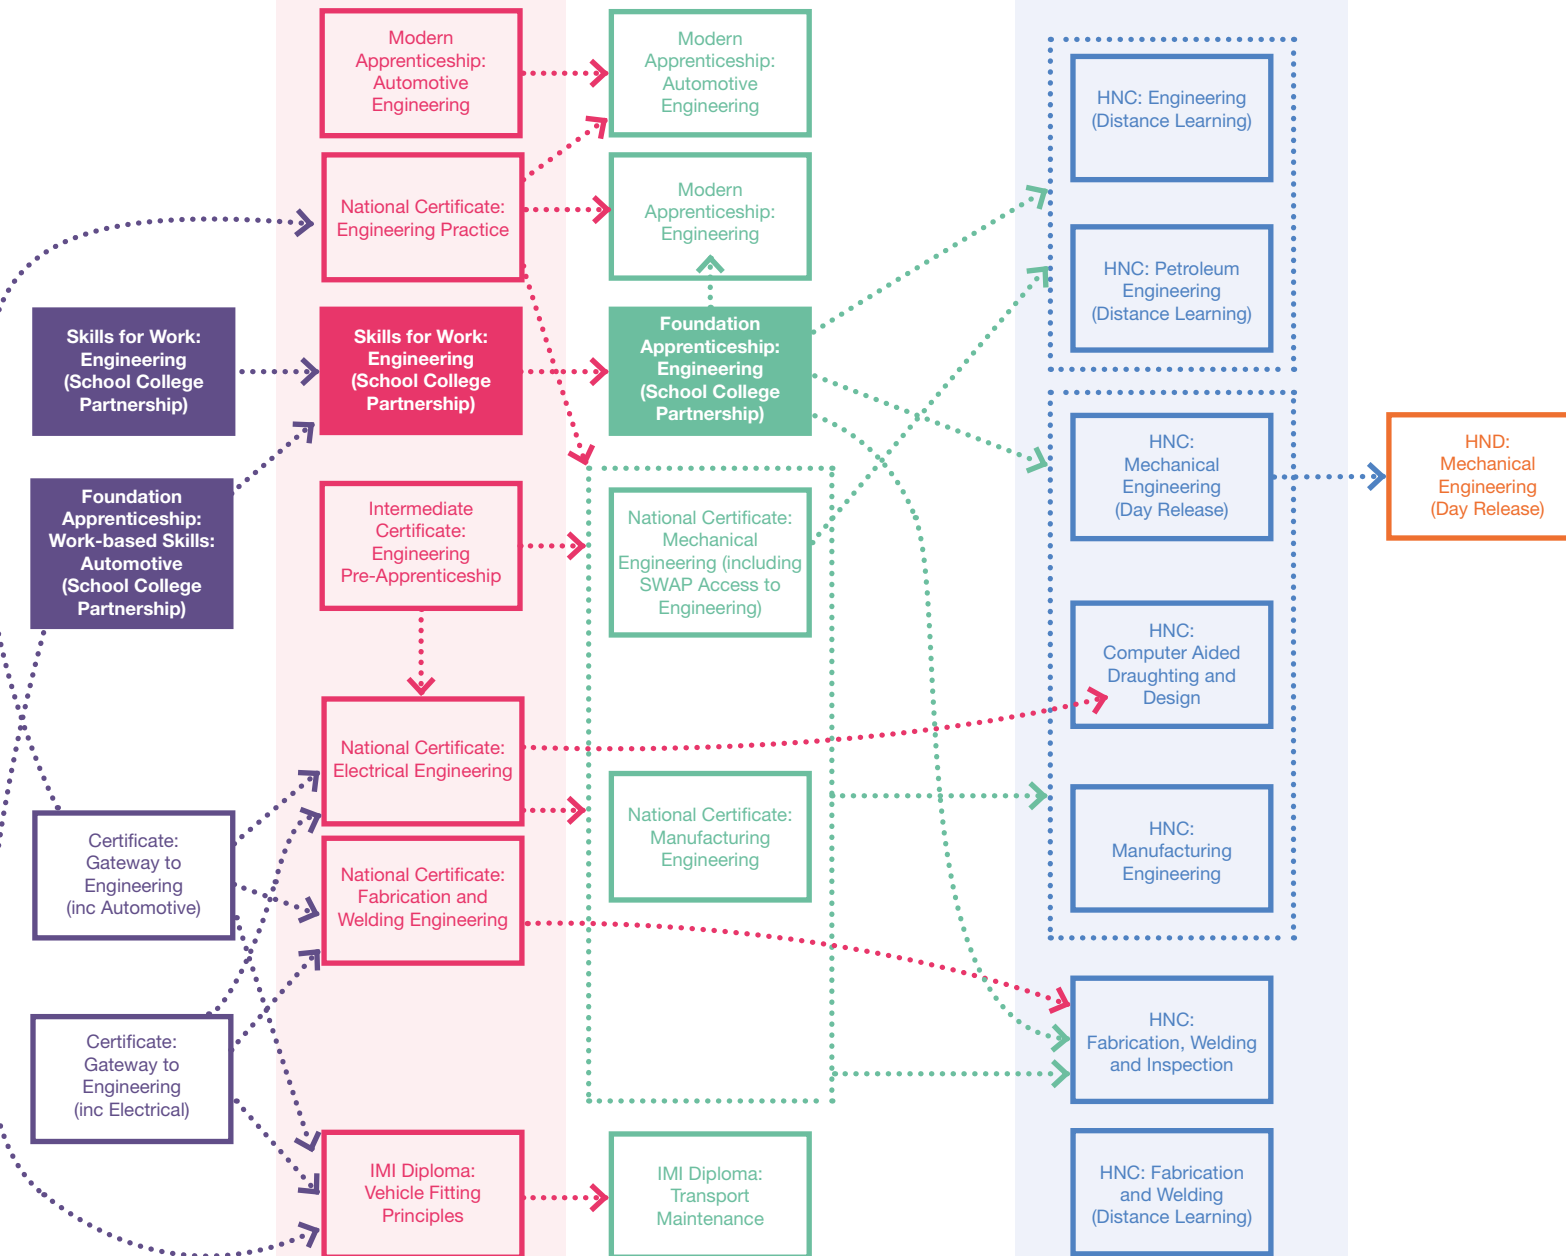 Modern
Apprenticeship:
Automotive
Engineering
Modern
Apprenticeship:
Automotive
Engineering
HNC: Engineering
(Distance Learning)
National Certificate:
Engineering Practice
Modern
Apprenticeship:
Engineering
HNC: Petroleum
Engineering
(Distance Learning)
Skills for Work:
Engineering
(School College
Partnership)
Skills for Work:
Engineering
(School College
Partnership)
Foundation
Apprenticeship:
Engineering
(School College
Partnership)
HNC:
Mechanical
Engineering
(Day Release)
HND:
Mechanical
Engineering
(Day Release)
Foundation
Apprenticeship:
Work-based Skills:
Automotive
(School College
Partnership)
Intermediate
Certificate:
Engineering
Pre-Apprenticeship
National Certificate:
Mechanical
Engineering (including
SWAP Access to
Engineering)
HNC:
Computer Aided
Draughting and
Design
National Certificate:
Electrical Engineering
National Certificate:
Manufacturing
Engineering
HNC:
Manufacturing
Engineering
Certificate:
Gateway to
Engineering
(inc Automotive)
National Certificate:
Fabrication and
Welding Engineering
HNC:
Fabrication, Welding
and Inspection
Certificate:
Gateway to
Engineering
(inc Electrical)
IMI Diploma:
Vehicle Fitting
Principles
IMI Diploma:
Transport
Maintenance
HNC: Fabrication
and Welding
(Distance Learning)